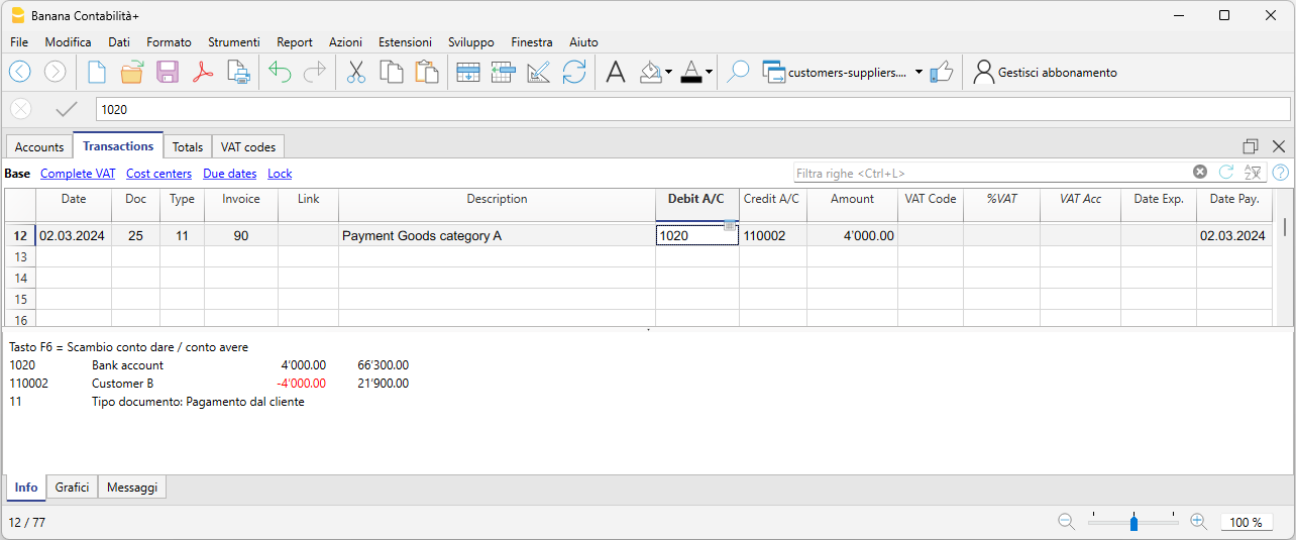 Banana Contabilità+
File Modifica Dati Formato Strumenti Report Azioni Estensioni Sviluppo Finestra Aiuto
customers-suppliers.... Gestisci abbonamento
1020
Accounts Transactions Totals VAT codes
Base Complete VAT Cost centers Due dates Lock Filtra righe <Ctrl+L>
Date Doc Type Invoice Link Description Debit A/C Credit A/C Amount VAT Code %VAT VAT Acc Date Exp. Date Pay.
12 02.03.2024 25 11 90 Payment Goods category A 1020 110002 4'000.00 02.03.2024
13
14
15
16
Tasto F6 = Scambio conto dare / conto avere
1020 Bank account 4'000.00 66'300.00
110002 Customer B -4'000.00 21'900.00
11 Tipo documento: Pagamento dal cliente
Info Grafici Messaggi
12 / 77 100 %